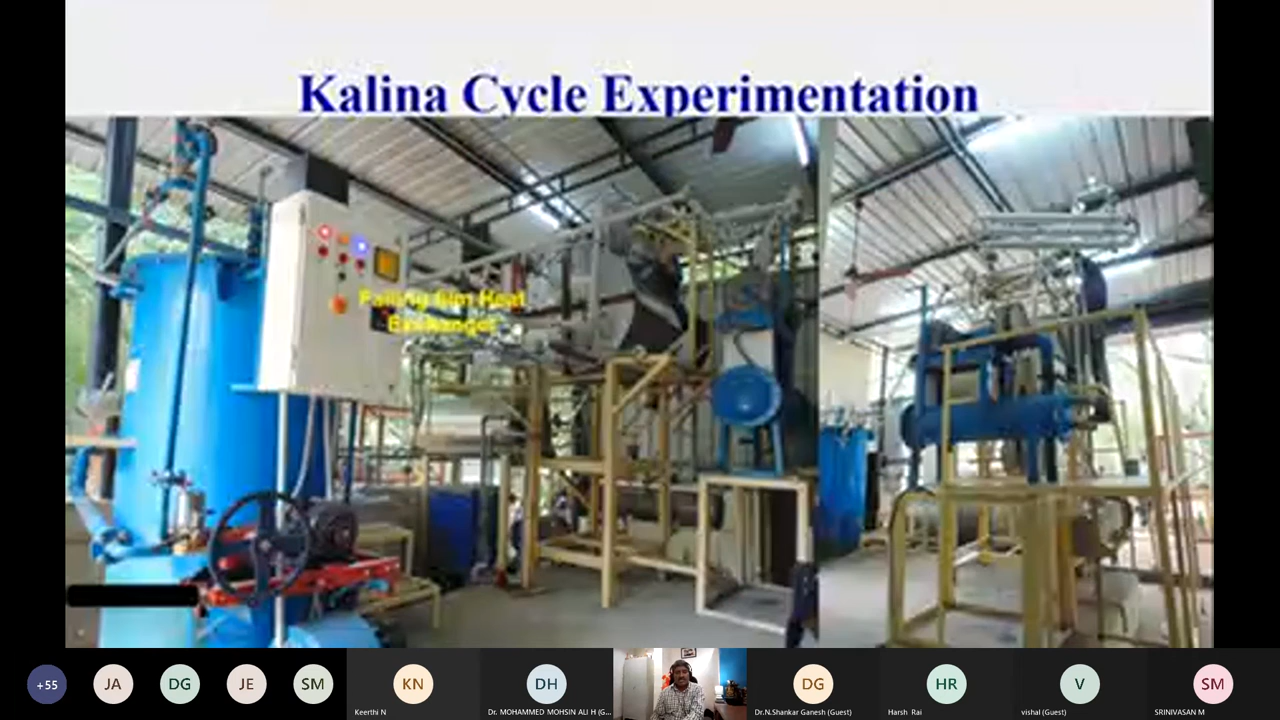 Kalina Cycle Experimentation
Falling film Heat
Exchanger
+55
JA
DG
JE
SM
KN
DH
DG
HR
V
SM
Keerthi N
Dr. MOHAMMED MOHSIN ALI H (G...
Dr.N.Shankar Ganesh (Guest)
Harsh Rai
vishal (Guest)
SRINIVASAN M